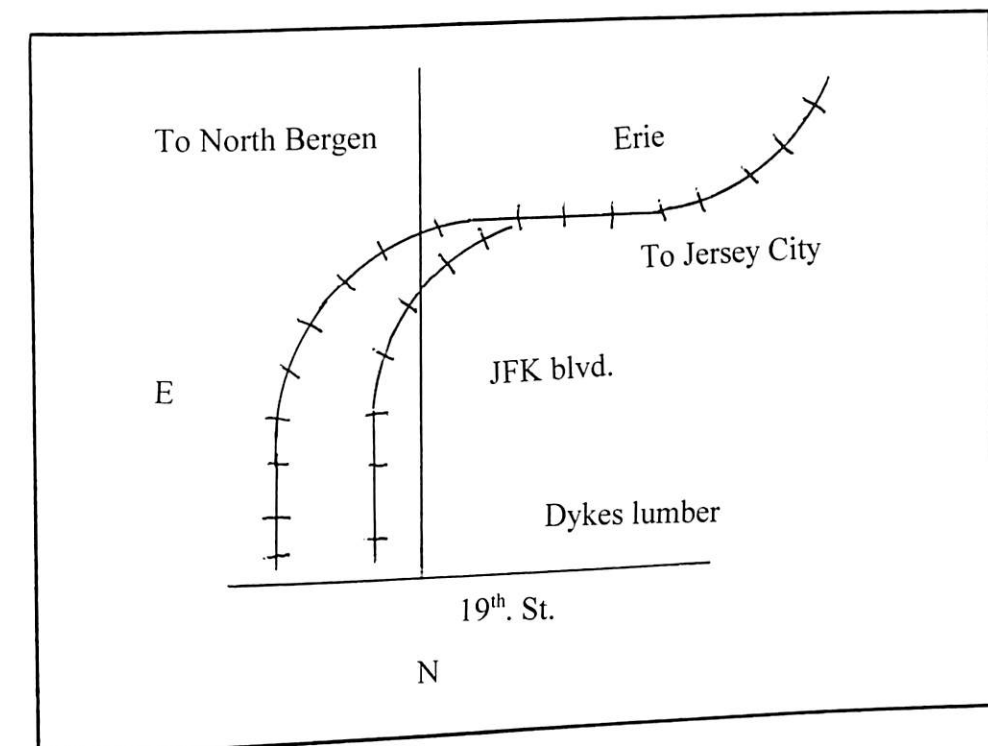 To North Bergen
Erie
To Jersey City
E
JFK blvd.
Dykes lumber
19th. St.
N